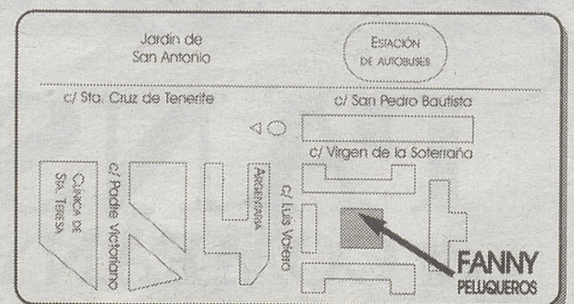 Jardín de
San Antonio
ESTACIÓN
DE AUTOBUSES
c/ Sta. Cruz de Tenerife
c/ San Pedro Bautista
c/ Virgen de la Soterraña
CLÍNICA DE
STA. TERESA
c/ Padre Victoriano
ARGENTARIA
c/ Luis Valero
FANNY
PELUQUEROS